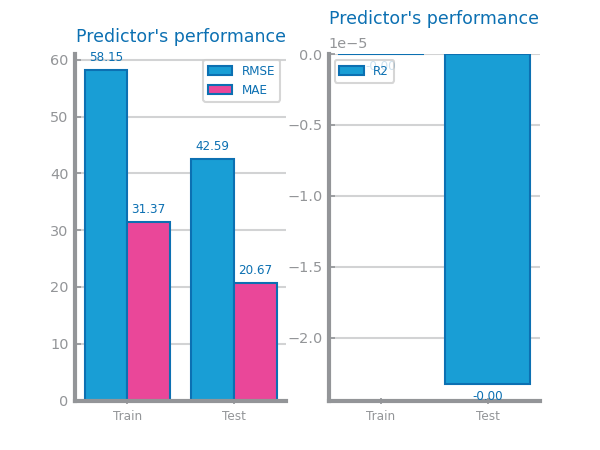 Predictor's performance
60
50
40
30
20
10
0
58.15
31.37
42.59
20.67
RMSE
MAE
Train
Test
Predictor's performance
1e−5
0.0
−0.5
−1.0
−1.5
−2.0
R2
-0.00
Train
Test